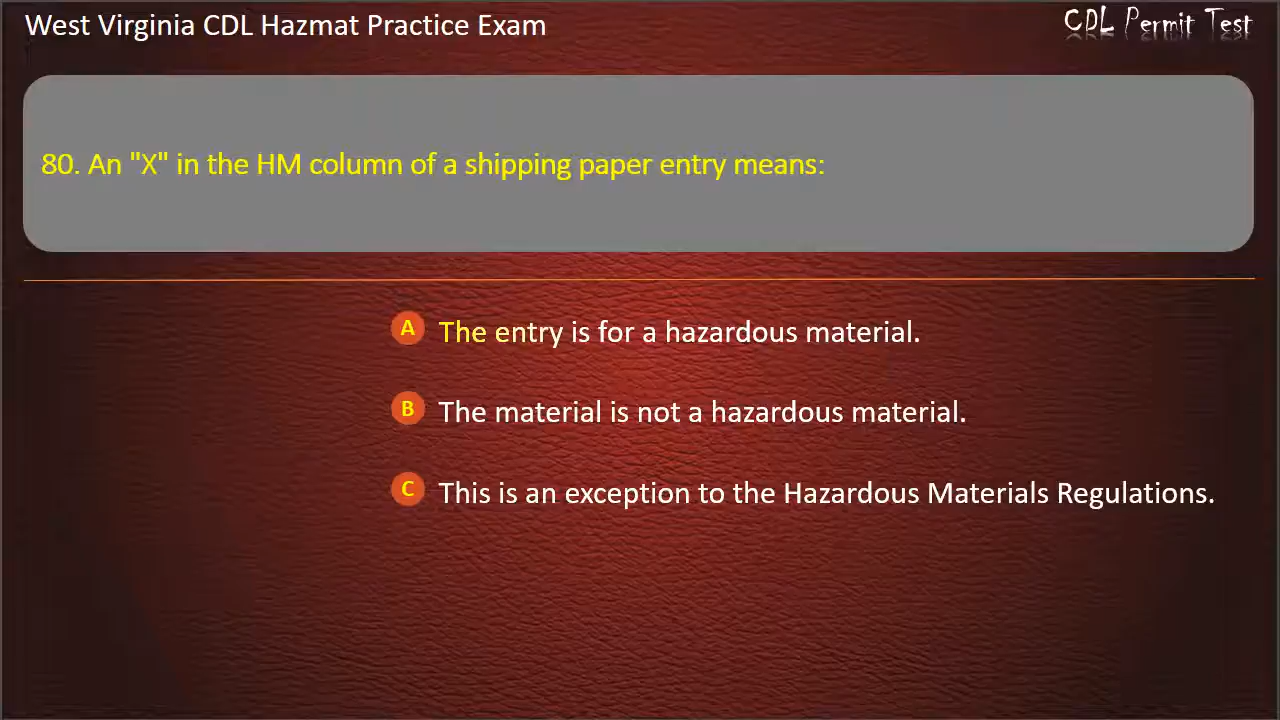 West Virginia CDL Hazmat Practice Exam
CDL Permit Test
80. An "X" in the HM column of a shipping paper entry means:
A The entry is for a hazardous material.
B The material is not a hazardous material.
C This is an exception to the Hazardous Materials Regulations.